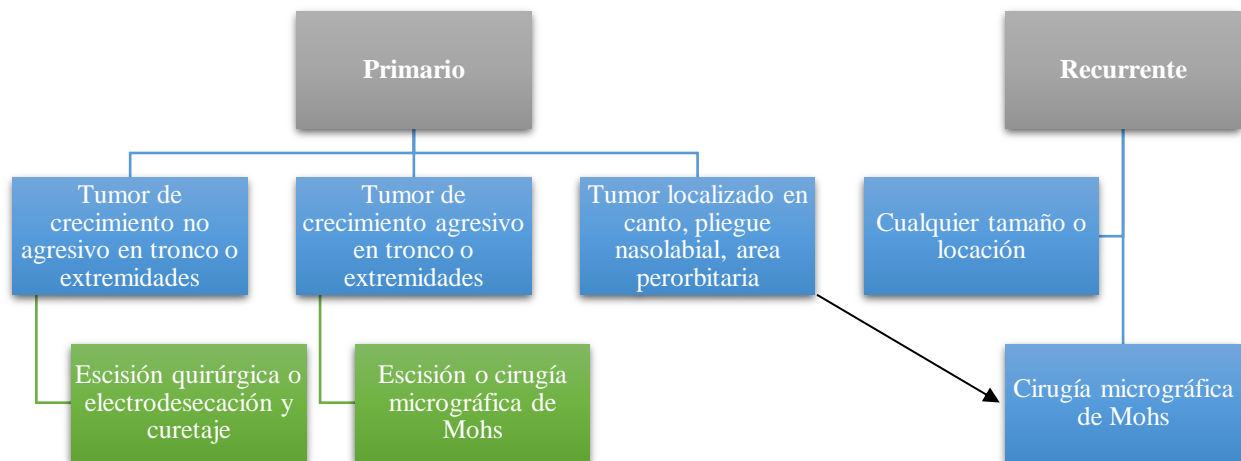 Primario
Recurrente
Tumor de
crecimiento no
agresivo en tronco o
extremidades
Tumor de
crecimiento agresivo
en tronco o
extremidades
Tumor localizado en
canto, pliegue
nasolabial, area
perorbitaria
Cualquier tamaño o
locación
Escisión quirúrgica o
electrodesecación y
curetaje
Escisión o cirugía
micrográfica de
Mohs
Cirugía micrográfica
de Mohs